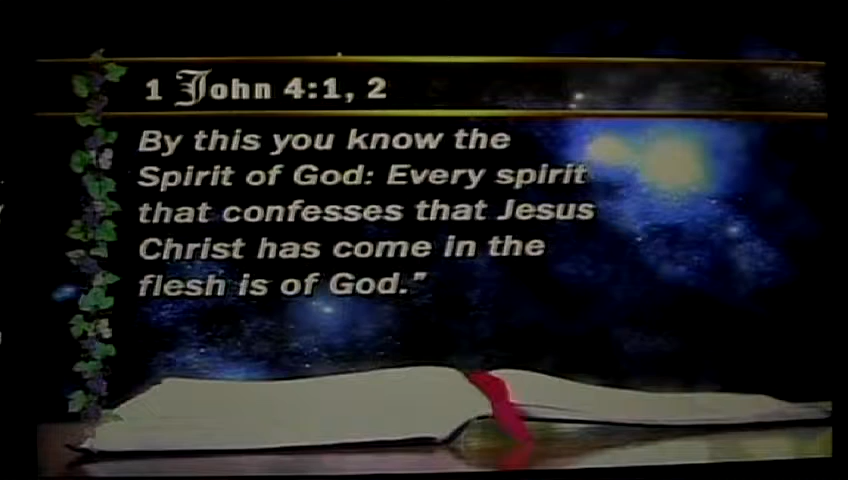 1 John 4:1, 2
By this you know the
Spirit of God: Every spirit
that confesses that Jesus
Christ has come in the
flesh is of God."